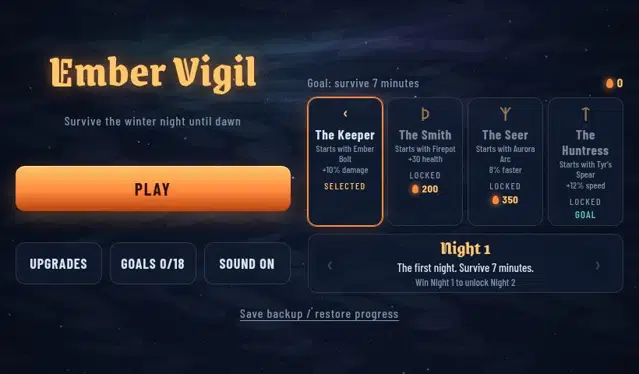 Ember Vigil
Survive the winter night until dawn
PLAY
UPGRADES
GOALS 0/18
SOUND ON
Goal: survive 7 minutes
0
ᚲ
The Keeper
Starts with Ember
Bolt
+10% damage
SELECTED
ᚦ
The Smith
Starts with Firepot
+30 health
LOCKED
200
ᛉ
The Seer
Starts with Aurora
Arc
8% faster
LOCKED
350
ᛏ
The
Huntress
Starts with Tyr's
Spear
+12% speed
LOCKED
GOAL
‹
Night 1
The first night. Survive 7 minutes.
Win Night 1 to unlock Night 2
›
Save backup / restore progress